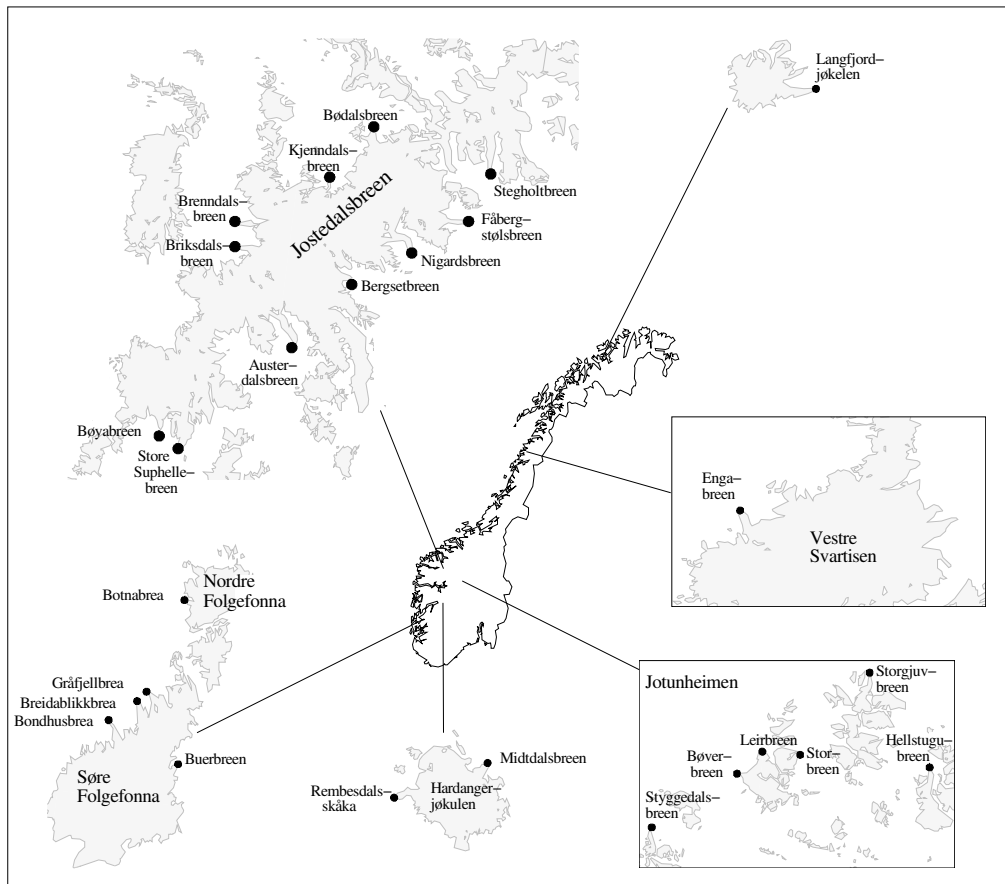 Langfjord–
jøkelen
Bødalsbreen
Kjenndals–
breen
Stegholtbreen
Brenndals–
breen
Jostedalsbreen
Fåberg–
stølsbreen
Briksdals–
breen
Nigardsbreen
Bergsetbreen
Auster–
dalsbreen
Bøyabreen
Store
Suphelle–
breen
Enga–
breen
Vestre
Svartisen
Nordre
Folgefonna
Botnabrea
Gråfjellbrea
Breidablikkbrea
Bondhusbrea
Buerbreen
Søre
Folgefonna
Midtdalsbreen
Rembesdals–
skåka
Hardanger–
jøkulen
Jotunheimen
Storgjuv–
breen
Leirbreen
Hellstugu–
breen
Bøver–
breen
Stor–
breen
Styggedals–
breen